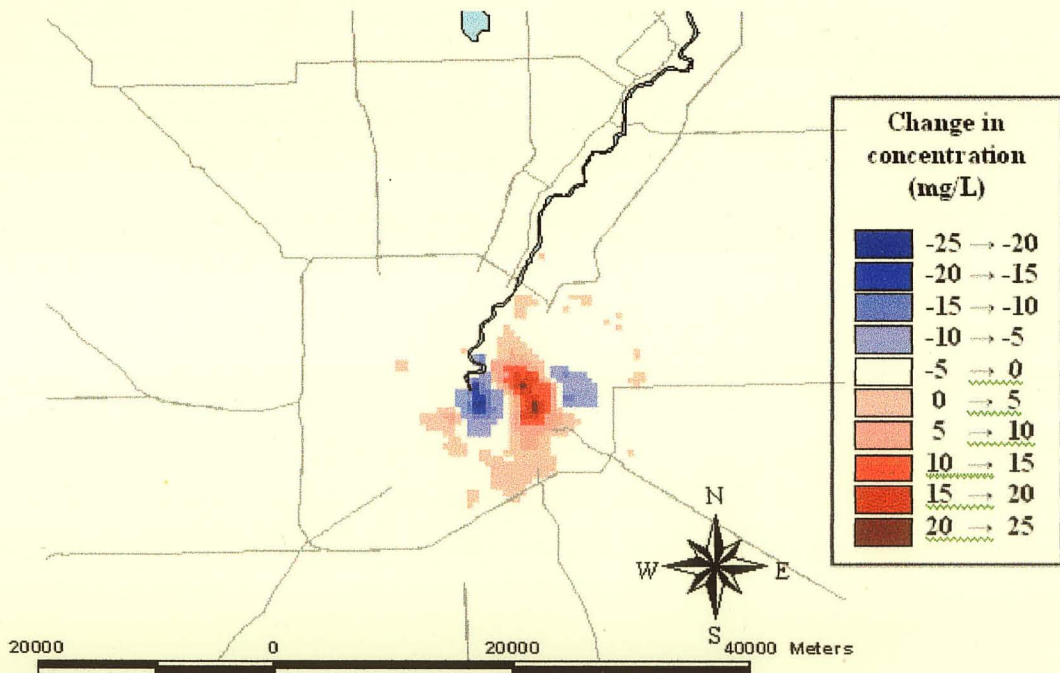 Change in
concentration
(mg/L)
-25 → -20
-20 → -15
-15 → -10
-10 → -5
-5 → 0
0 → 5
5 → 10
10 → 15
15 → 20
20 → 25
N
W E
S
20000 0 20000 40000 Meters